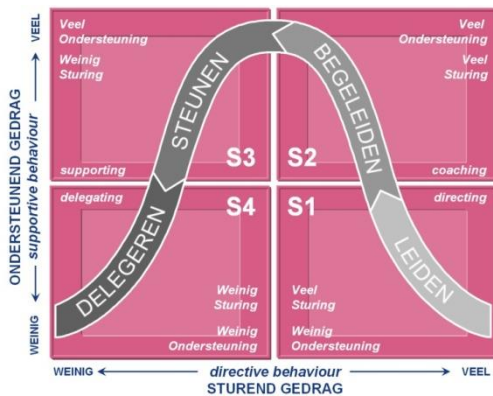 VEEL
ONDERSTEUNEND GEDRAG
supportive behaviour
WEINIG
Veel
Ondersteuning
Weinig
Sturing
STEUNEN
S3
supporting
Veel
Ondersteuning
Veel
Sturing
BEGELEIDEN
S2
coaching
delegating
S4
DELEGEREN
Weinig
Sturing
Weinig
Ondersteuning
directing
S1
LEIDEN
Veel
Sturing
Weinig
Ondersteuning
WEINIG
directive behaviour
VEEL
STUREND GEDRAG